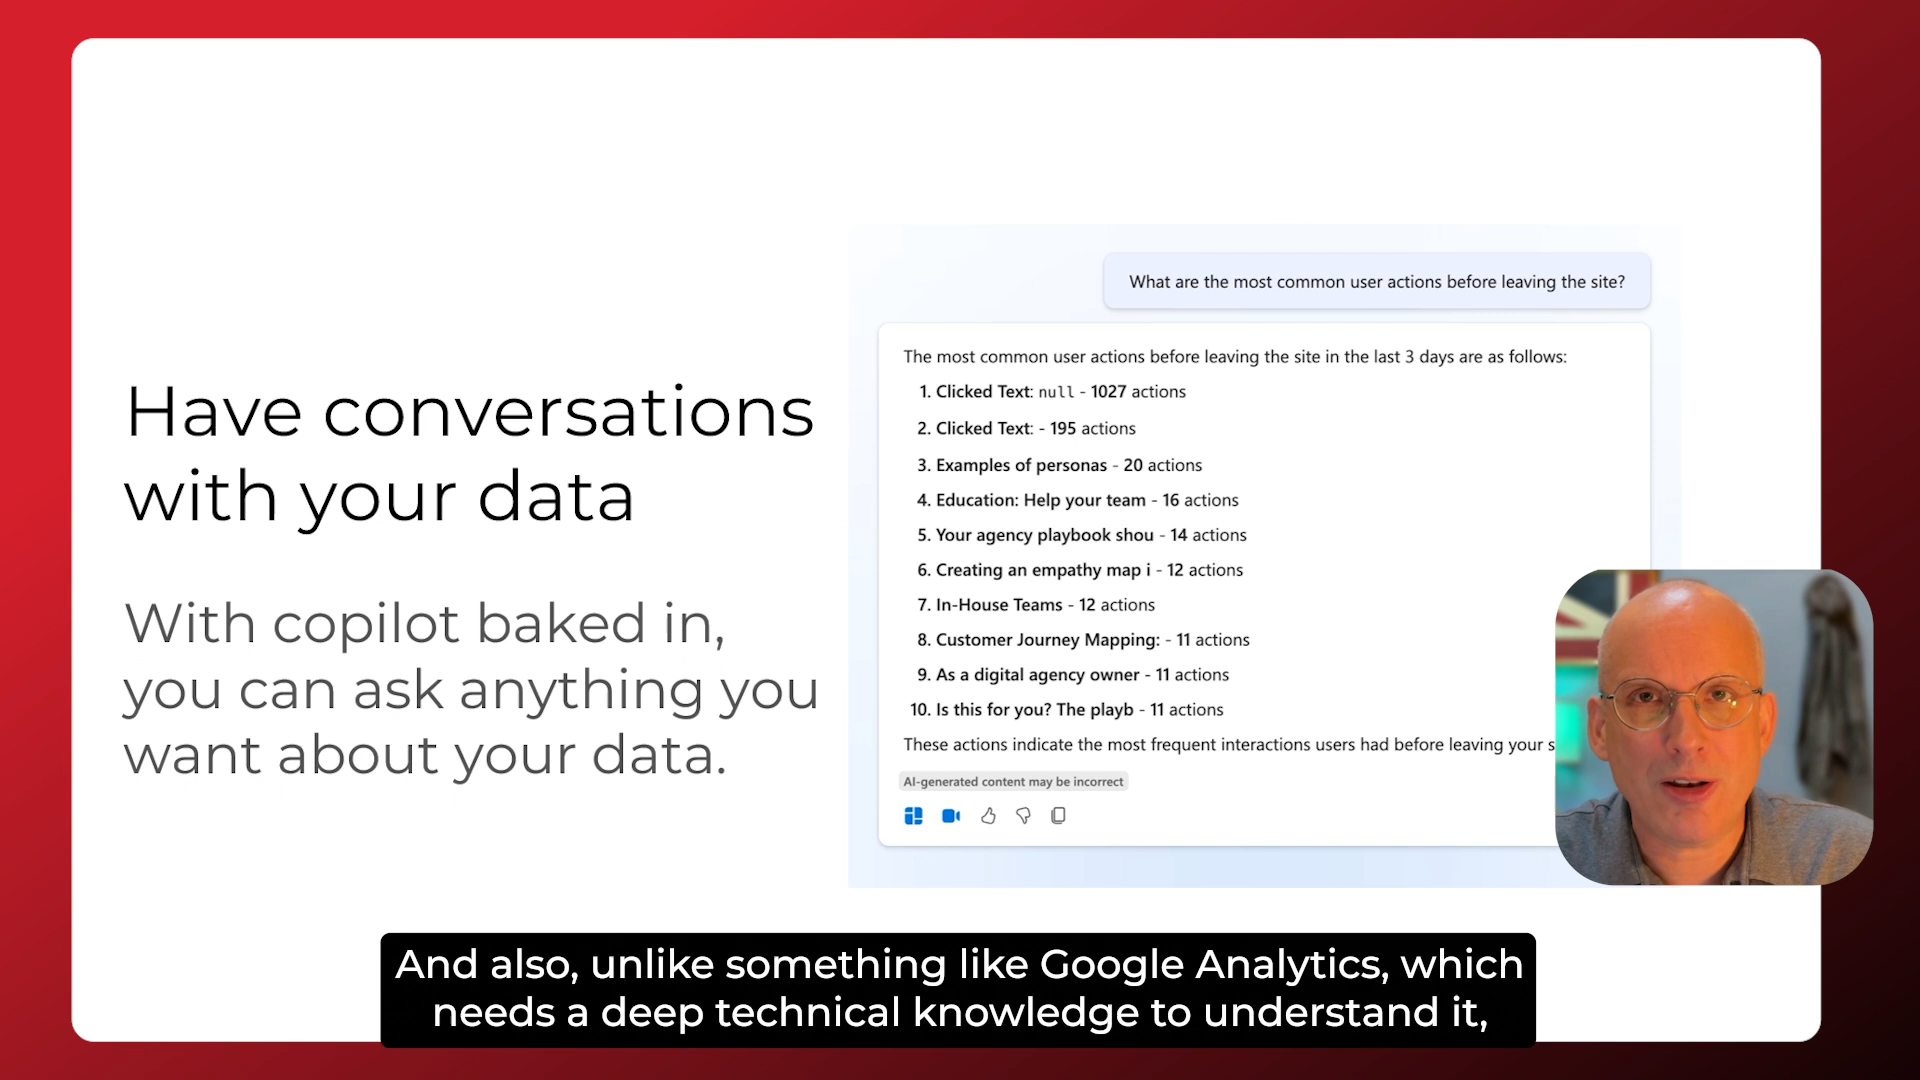 Have conversations
with your data
With copilot baked in,
you can ask anything you
want about your data.
What are the most common user actions before leaving the site?
The most common user actions before leaving the site in the last 3 days are as follows:
1. Clicked Text: null - 1027 actions
2. Clicked Text: - 195 actions
3. Examples of personas - 20 actions
4. Education: Help your team - 16 actions
5. Your agency playbook shou - 14 actions
6. Creating an empathy map i - 12 actions
7. In-House Teams - 12 actions
8. Customer Journey Mapping: - 11 actions
9. As a digital agency owner - 11 actions
10. Is this for you? The playb - 11 actions
These actions indicate the most frequent interactions users had before leaving your s
AI-generated content may be incorrect
And also, unlike something like Google Analytics, which
needs a deep technical knowledge to understand it,